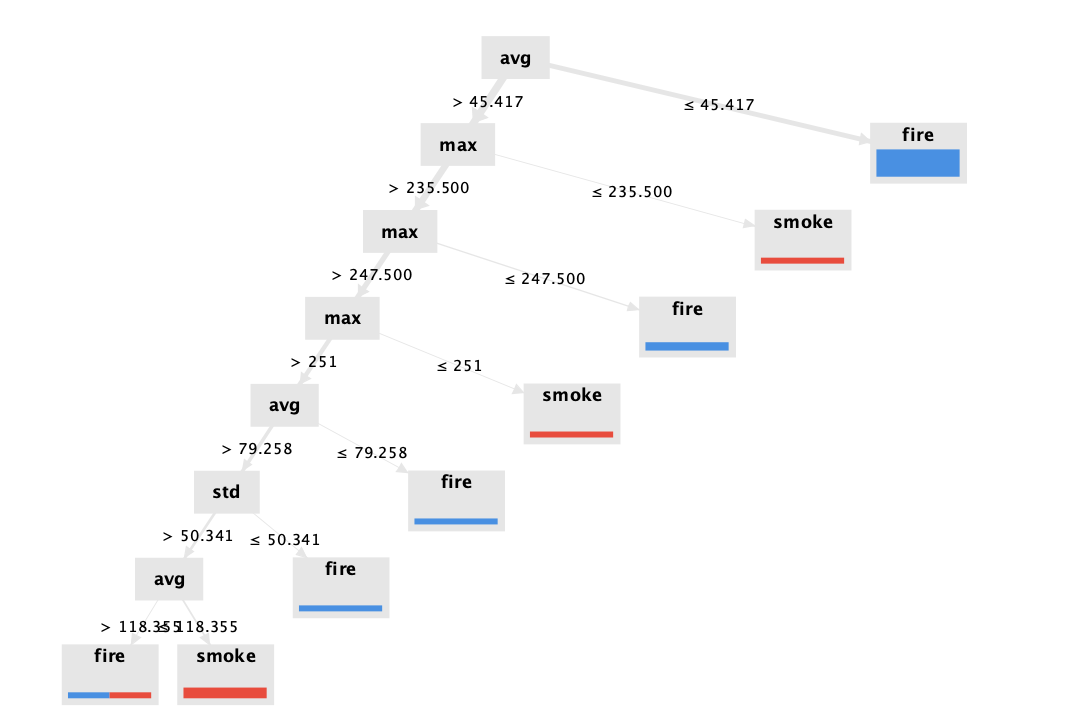 avg
> 45.417
≤ 45.417
max
fire
> 235.500
≤ 235.500
max
smoke
> 247.500
≤ 247.500
max
fire
> 251
≤ 251
avg
smoke
> 79.258
≤ 79.258
std
fire
> 50.341
≤ 50.341
avg
fire
> 118.355
≤ 118.355
fire
smoke